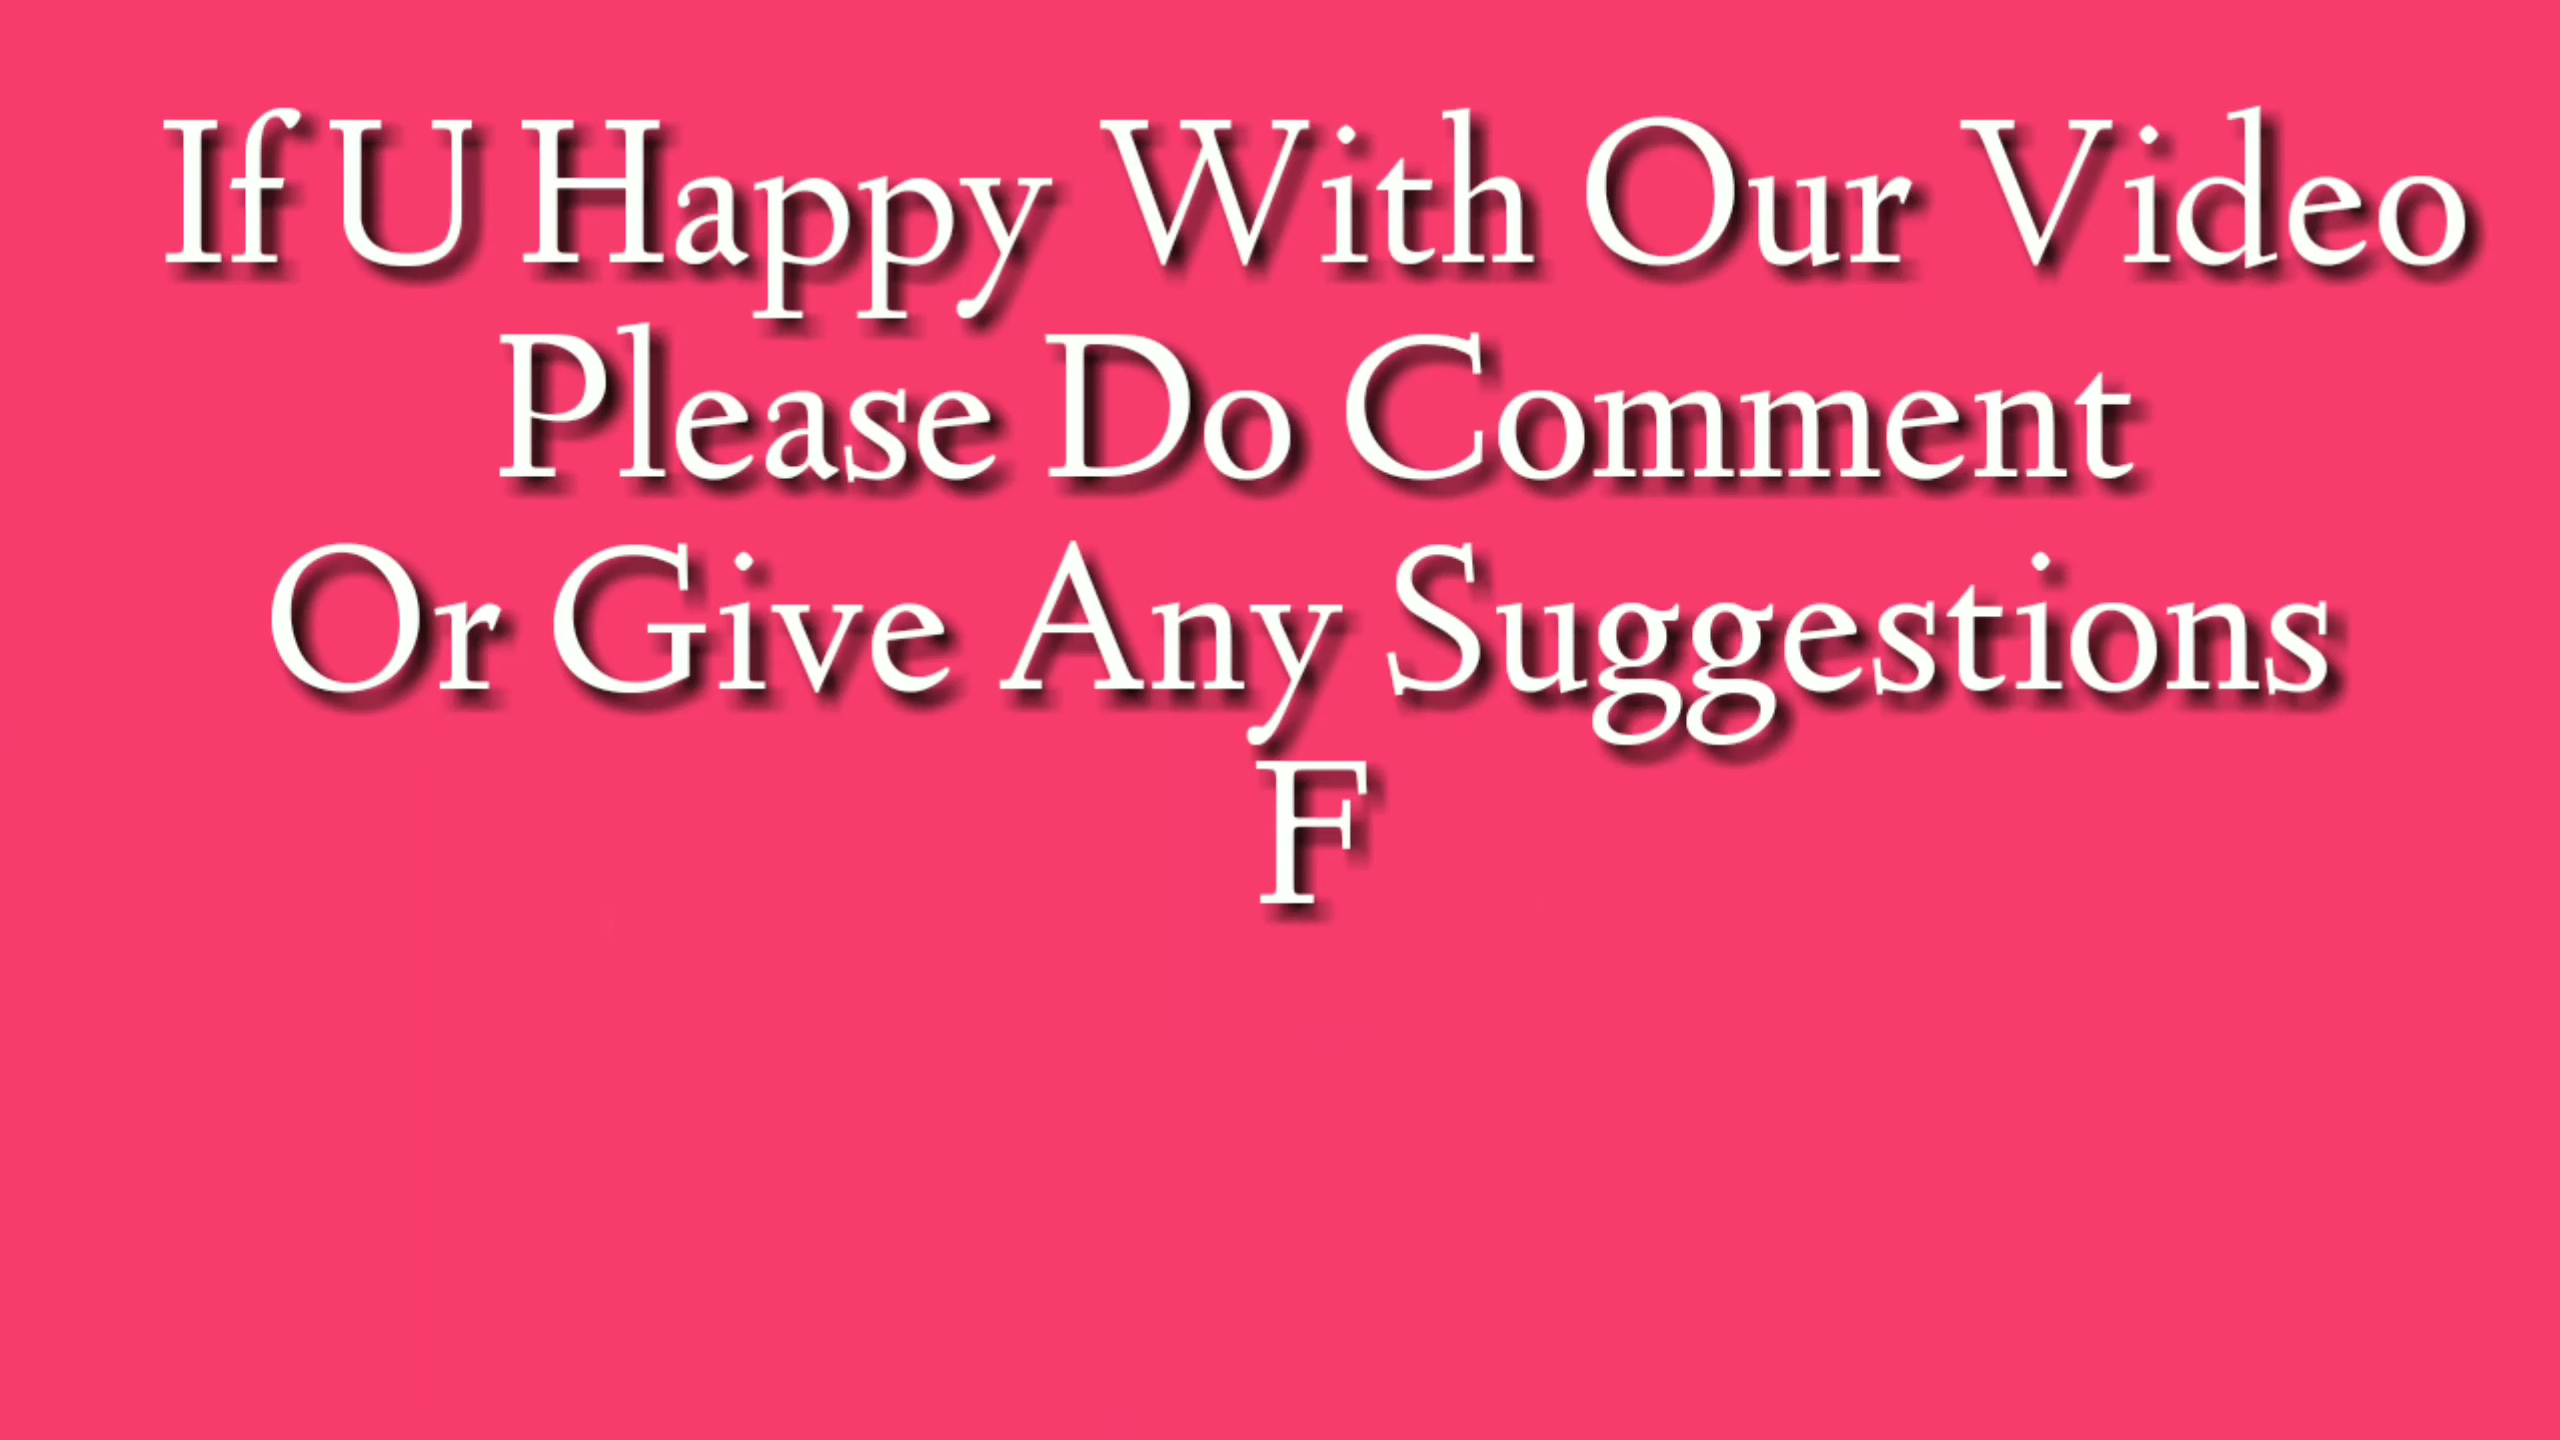 If U Happy With Our Video
Please Do Comment
Or Give Any Suggestions
F